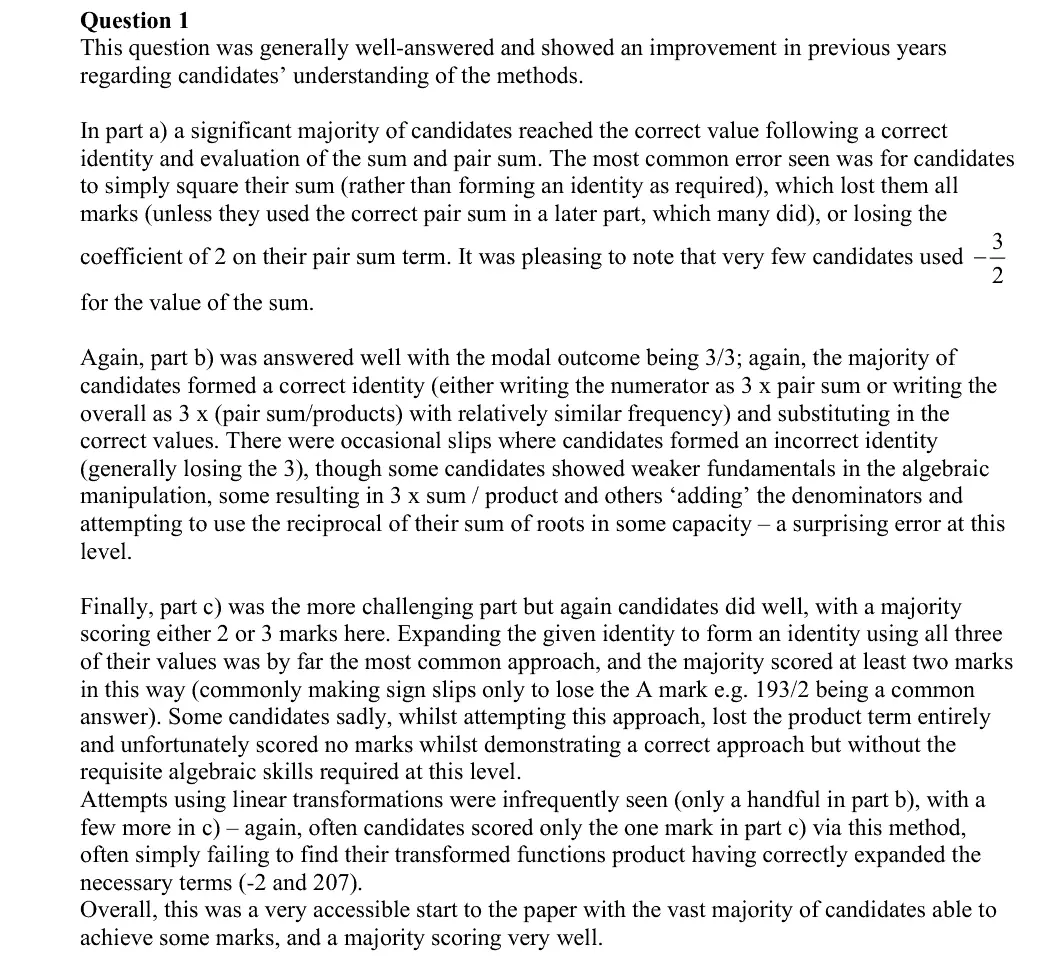 Question 1
This question was generally well-answered and showed an improvement in previous years
regarding candidates’ understanding of the methods.
In part a) a significant majority of candidates reached the correct value following a correct
identity and evaluation of the sum and pair sum. The most common error seen was for candidates
to simply square their sum (rather than forming an identity as required), which lost them all
marks (unless they used the correct pair sum in a later part, which many did), or losing the
coefficient of 2 on their pair sum term. It was pleasing to note that very few candidates used −3/2
for the value of the sum.
Again, part b) was answered well with the modal outcome being 3/3; again, the majority of
candidates formed a correct identity (either writing the numerator as 3 x pair sum or writing the
overall as 3 x (pair sum/products) with relatively similar frequency) and substituting in the
correct values. There were occasional slips where candidates formed an incorrect identity
(generally losing the 3), though some candidates showed weaker fundamentals in the algebraic
manipulation, some resulting in 3 x sum / product and others ‘adding’ the denominators and
attempting to use the reciprocal of their sum of roots in some capacity – a surprising error at this
level.
Finally, part c) was the more challenging part but again candidates did well, with a majority
scoring either 2 or 3 marks here. Expanding the given identity to form an identity using all three
of their values was by far the most common approach, and the majority scored at least two marks
in this way (commonly making sign slips only to lose the A mark e.g. 193/2 being a common
answer). Some candidates sadly, whilst attempting this approach, lost the product term entirely
and unfortunately scored no marks whilst demonstrating a correct approach but without the
requisite algebraic skills required at this level.
Attempts using linear transformations were infrequently seen (only a handful in part b), with a
few more in c) – again, often candidates scored only the one mark in part c) via this method,
often simply failing to find their transformed functions product having correctly expanded the
necessary terms (-2 and 207).
Overall, this was a very accessible start to the paper with the vast majority of candidates able to
achieve some marks, and a majority scoring very well.